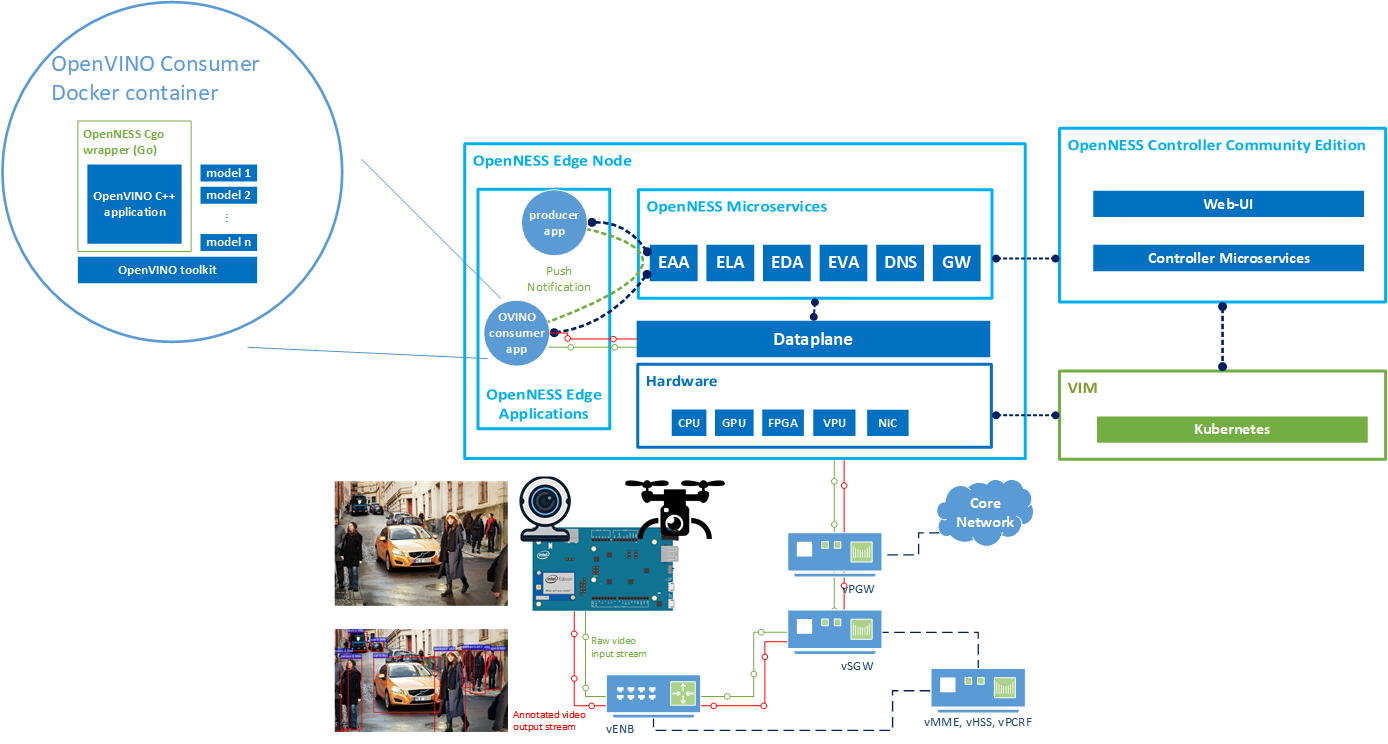 OpenVINO Consumer
Docker container
OpenNESS Cgo
wrapper (Go)
OpenVINO C++
application
model 1
model 2
⋮
model n
OpenVINO toolkit
OpenNESS Edge Node
producer
app
Push
Notification
OVINO
consumer
app
OpenNESS Edge
Applications
OpenNESS Microservices
EAA
ELA
EDA
EVA
DNS
GW
Dataplane
Hardware
CPU
GPU
FPGA
VPU
NIC
OpenNESS Controller Community Edition
Web-UI
Controller Microservices
VIM
Kubernetes
Core
Network
vPGW
vSGW
vMME, vHSS, vPCRF
vENB
Raw video
input stream
Annotated video
output stream
intel
intel Edison